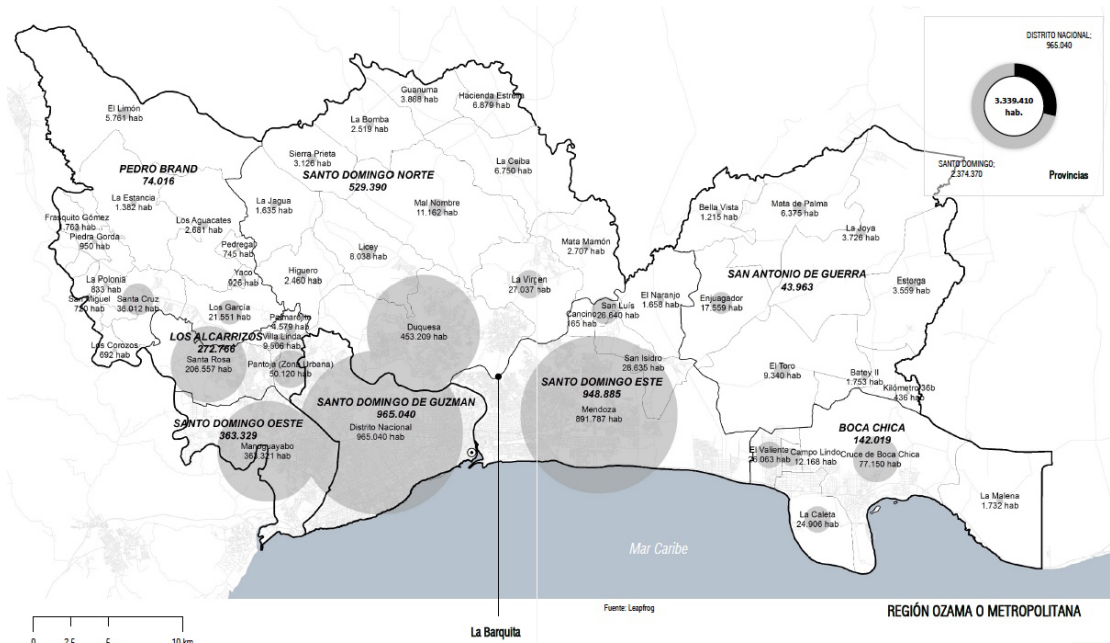 DISTRITO NACIONAL;
965.040
3.339.410
hab.
SANTO DOMINGO;
2.374.370
Provincias
El Limón
5.761 hab
Guanuma
3.868 hab
Hacienda Estrella
6.879 hab
La Bomba
2.519 hab
Sierra Prieta
3.126 hab
La Ceiba
6.750 hab
PEDRO BRAND
74.016
SANTO DOMINGO NORTE
529.390
La Estancia
1.382 hab
La Jagua
1.635 hab
Mal Nombre
11.162 hab
Bella Vista
1.215 hab
Mata de Palma
6.375 hab
La Joya
3.726 hab
Frasquito Gómez
763 hab
Piedra Gorda
950 hab
Los Aguacates
2.681 hab
Pedregal
745 hab
Licey
8.038 hab
Mata Mamón
2.707 hab
La Polonia
833 hab
San Miguel
720 hab
Santa Cruz
36.012 hab
Yaco
926 hab
Higuero
2.460 hab
La Virgen
27.037 hab
SAN ANTONIO DE GUERRA
43.963
Estorga
3.559 hab
El Naranjo
1.658 hab
Enjuagador
17.559 hab
Los García
21.551 hab
Palmarejo
4.579 hab
San Luís
26.640 hab
Cancino
165 hab
Los Corozos
692 hab
LOS ALCARRIZOS
272.766
Villa Linda
9.906 hab
Duquesa
453.209 hab
Santa Rosa
206.557 hab
Pantoja (Zona Urbana)
50.120 hab
San Isidro
28.635 hab
El Toro
9.340 hab
Batey II
1.753 hab
Kilómetro 36b
436 hab
SANTO DOMINGO DE GUZMAN
965.040
SANTO DOMINGO ESTE
948.885
Mendoza
891.787 hab
SANTO DOMINGO OESTE
363.329
Manoguayabo
363.321 hab
Distrito Nacional
965.040 hab
BOCA CHICA
142.019
El Valiente
26.063 hab
Campo Lindo
12.168 hab
Cruce de Boca Chica
77.150 hab
La Caleta
24.906 hab
La Malena
1.732 hab
Mar Caribe
Fuente: Leapfrog
REGIÓN OZAMA O METROPOLITANA
La Barquita
0 2.5 5 10 km